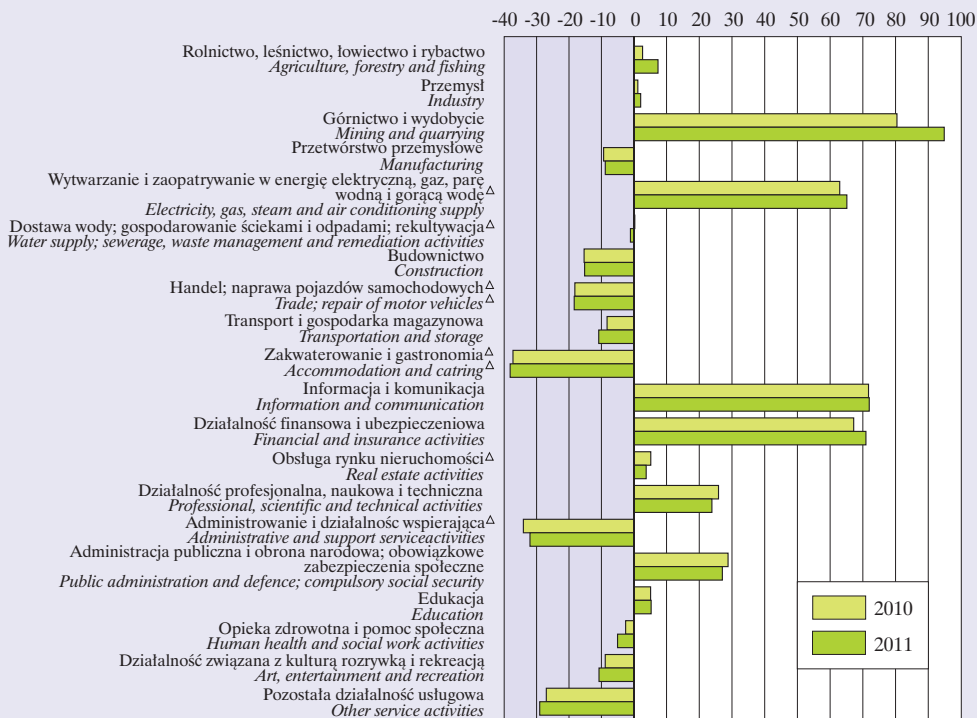 -40 -30 -20 -10 0 10 20 30 40 50 60 70 80 90 100
Rolnictwo, leśnictwo, łowiectwo i rybactwo
Agriculture, forestry and fishing
Przemysł
Industry
Górnictwo i wydobycie
Mining and quarrying
Przetwórstwo przemysłowe
Manufacturing
Wytwarzanie i zaopatrywanie w energię elektryczną, gaz, parę
wodną i gorącą wodę△
Electricity, gas, steam and air conditioning supply
Dostawa wody; gospodarowanie ściekami i odpadami; rekultywacja△
Water supply; sewerage, waste management and remediation activities
Budownictwo
Construction
Handel; naprawa pojazdów samochodowych△
Trade; repair of motor vehicles△
Transport i gospodarka magazynowa
Transportation and storage
Zakwaterowanie i gastronomia△
Accommodation and catring△
Informacja i komunikacja
Information and communication
Działalność finansowa i ubezpieczeniowa
Financial and insurance activities
Obsługa rynku nieruchomości△
Real estate activities
Działalność profesjonalna, naukowa i techniczna
Professional, scientific and technical activities
Administrowanie i działalnośc wspierająca△
Administrative and support serviceactivities
Administracja publiczna i obrona narodowa; obowiązkowe
zabezpieczenia społeczne
Public administration and defence; compulsory social security
Edukacja
Education
Opieka zdrowotna i pomoc społeczna
Human health and social work activities
Działalność związana z kulturą rozrywką i rekreacją
Art, entertainment and recreation
Pozostała działalność usługowa
Other service activities
2010
2011